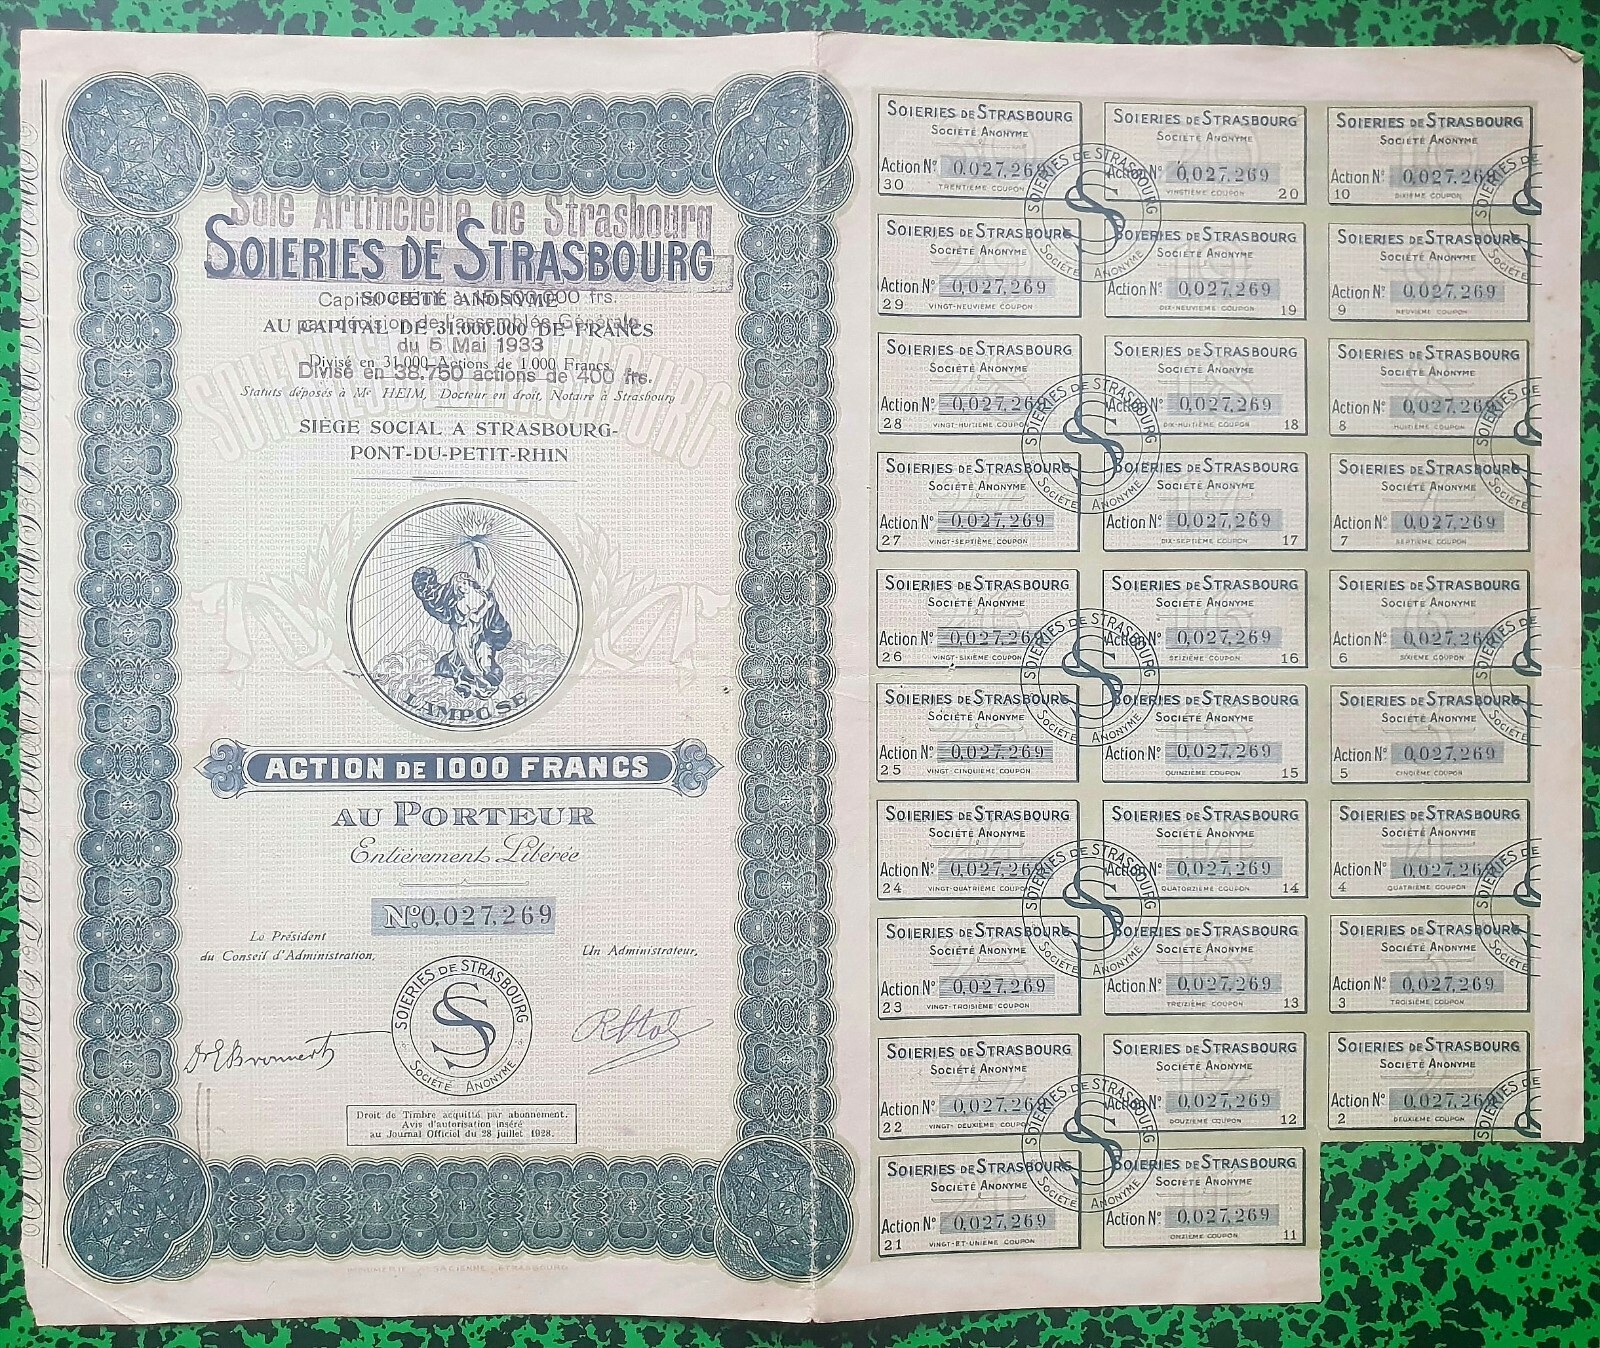 Soie Artificielle de Strasbourg
SOIERIES DE STRASBOURG
SOCIÉTÉ ANONYME
Capital à 15.500.000 frs.
AU CAPITAL DE 31.000.000 DE FRANCS
décision de l'assemblée Générale
du 5 Mai 1933
Divisé en 31.000 Actions de 1.000 Francs
Divisé en 38.750 actions de 400 frs.
Statuts déposés à Me HEIM, Docteur en droit, Notaire à Strasbourg
SIÈGE SOCIAL A STRASBOURG-
PONT-DU-PETIT-RHIN
LAMPOSE
ACTION DE 1000 FRANCS
AU PORTEUR
Entièrement Libérée
No. 0,027,269
Le Président
du Conseil d'Administration,
Un Administrateur,
SOIERIES DE STRASBOURG
SS
SOCIÉTÉ ANONYME
Dr E Bronnert
Droit de Timbre acquitté par abonnement.
Avis d'autorisation inséré
au Journal Officiel du 28 juillet 1928.
IMPRIMERIE ALSACIENNE STRASBOURG
SOIERIES DE STRASBOURG
SOCIÉTÉ ANONYME
Action No 0,027,269
30 TRENTIÈME COUPON
SOIERIES DE STRASBOURG
SOCIÉTÉ ANONYME
Action No 0,027,269
VINGTIÈME COUPON 20
SOIERIES DE STRASBOURG
SOCIÉTÉ ANONYME
Action No 0,027,269
10 DIXIÈME COUPON
SOIERIES DE STRASBOURG
SOCIÉTÉ ANONYME
Action No 0,027,269
29 VINGT-NEUVIÈME COUPON
SOIERIES DE STRASBOURG
SOCIÉTÉ ANONYME
Action No 0,027,269
DIX-NEUVIÈME COUPON 19
SOIERIES DE STRASBOURG
SOCIÉTÉ ANONYME
Action No 0,027,269
9 NEUVIÈME COUPON
SOIERIES DE STRASBOURG
SOCIÉTÉ ANONYME
Action No 0,027,269
28 VINGT-HUITIÈME COUPON
SOIERIES DE STRASBOURG
SOCIÉTÉ ANONYME
Action No 0,027,269
DIX-HUITIÈME COUPON 18
SOIERIES DE STRASBOURG
SOCIÉTÉ ANONYME
Action No 0,027,269
8 HUITIÈME COUPON
SOIERIES DE STRASBOURG
SOCIÉTÉ ANONYME
Action No 0,027,269
27 VINGT-SEPTIÈME COUPON
SOIERIES DE STRASBOURG
SOCIÉTÉ ANONYME
Action No 0,027,269
DIX-SEPTIÈME COUPON 17
SOIERIES DE STRASBOURG
SOCIÉTÉ ANONYME
Action No 0,027,269
7 SEPTIÈME COUPON
SOIERIES DE STRASBOURG
SOCIÉTÉ ANONYME
Action No 0,027,269
26 VINGT-SIXIÈME COUPON
SOIERIES DE STRASBOURG
SOCIÉTÉ ANONYME
Action No 0,027,269
SEIZIÈME COUPON 16
SOIERIES DE STRASBOURG
SOCIÉTÉ ANONYME
Action No 0,027,269
6 SIXIÈME COUPON
SOIERIES DE STRASBOURG
SOCIÉTÉ ANONYME
Action No 0,027,269
25 VINGT-CINQUIÈME COUPON
SOIERIES DE STRASBOURG
SOCIÉTÉ ANONYME
Action No 0,027,269
QUINZIÈME COUPON 15
SOIERIES DE STRASBOURG
SOCIÉTÉ ANONYME
Action No 0,027,269
5 CINQIÈME COUPON
SOIERIES DE STRASBOURG
SOCIÉTÉ ANONYME
Action No 0,027,269
24 VINGT-QUATRIÈME COUPON
SOIERIES DE STRASBOURG
SOCIÉTÉ ANONYME
Action No 0,027,269
QUATORZIÈME COUPON 14
SOIERIES DE STRASBOURG
SOCIÉTÉ ANONYME
Action No 0,027,269
4 QUATRIÈME COUPON
SOIERIES DE STRASBOURG
SOCIÉTÉ ANONYME
Action No 0,027,269
23 VINGT-TROISIÈME COUPON
SOIERIES DE STRASBOURG
SOCIÉTÉ ANONYME
Action No 0,027,269
TREIZIÈME COUPON 13
SOIERIES DE STRASBOURG
SOCIÉTÉ ANONYME
Action No 0,027,269
3 TROISIÈME COUPON
SOIERIES DE STRASBOURG
SOCIÉTÉ ANONYME
Action No 0,027,269
22 VINGT-DEUXIÈME COUPON
SOIERIES DE STRASBOURG
SOCIÉTÉ ANONYME
Action No 0,027,269
DOUZIÈME COUPON 12
SOIERIES DE STRASBOURG
SOCIÉTÉ ANONYME
Action No 0,027,269
2 DEUXIÈME COUPON
SOIERIES DE STRASBOURG
SOCIÉTÉ ANONYME
Action No 0,027,269
21 VINGT-ET-UNIÈME COUPON
SOIERIES DE STRASBOURG
SOCIÉTÉ ANONYME
Action No 0,027,269
ONZIÈME COUPON 11